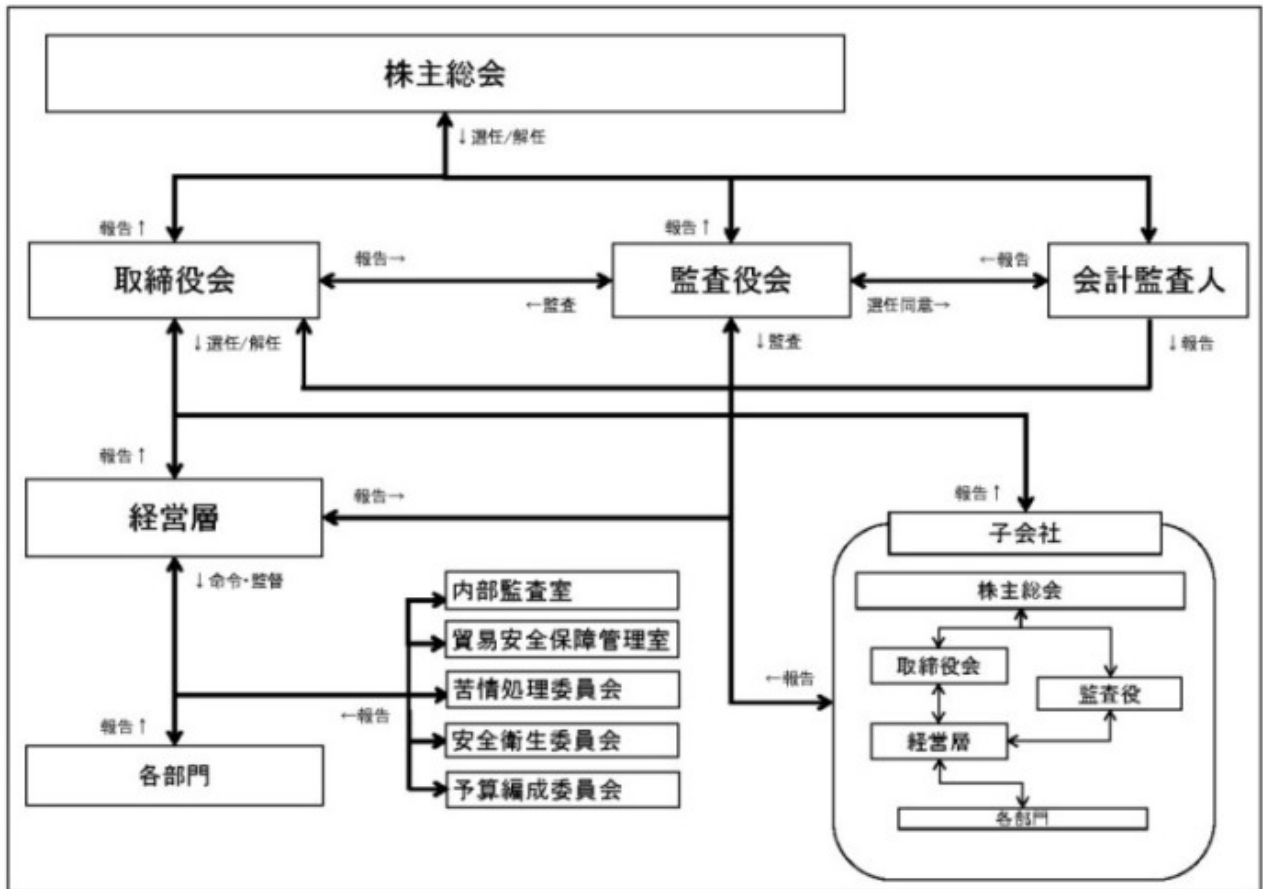 株主総会
↓選任/解任
報告↑
報告↑
取締役会
報告→
←監査
監査役会
←報告
選任同意→
会計監査人
↓選任/解任
↓監査
↓報告
報告↑
経営層
報告→
報告↑
子会社
↓命令・監督
内部監査室
貿易安全保障管理室
苦情処理委員会
安全衛生委員会
予算編成委員会
←報告
報告↑
各部門
←報告
株主総会
取締役会
監査役
経営層
各部門